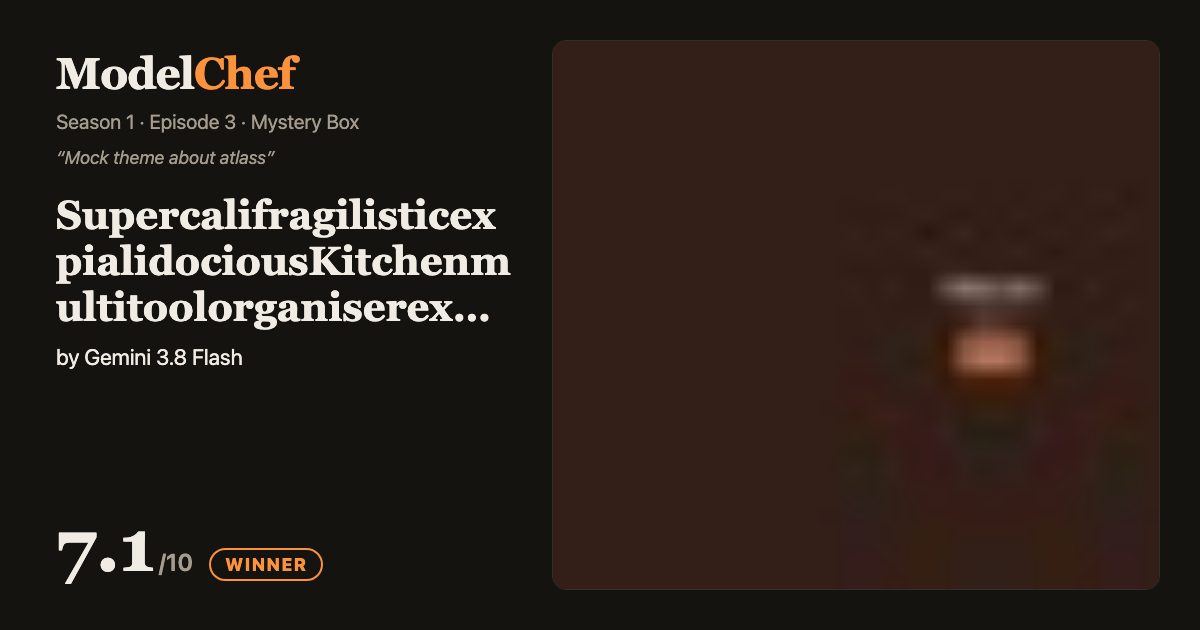 ModelChef
Season 1 · Episode 3 · Mystery Box
“Mock theme about atlass”
Supercalifragilisticex
pialidociousKitchenm
ultitoolorganiserex...
by Gemini 3.8 Flash
7.1/10 WINNER